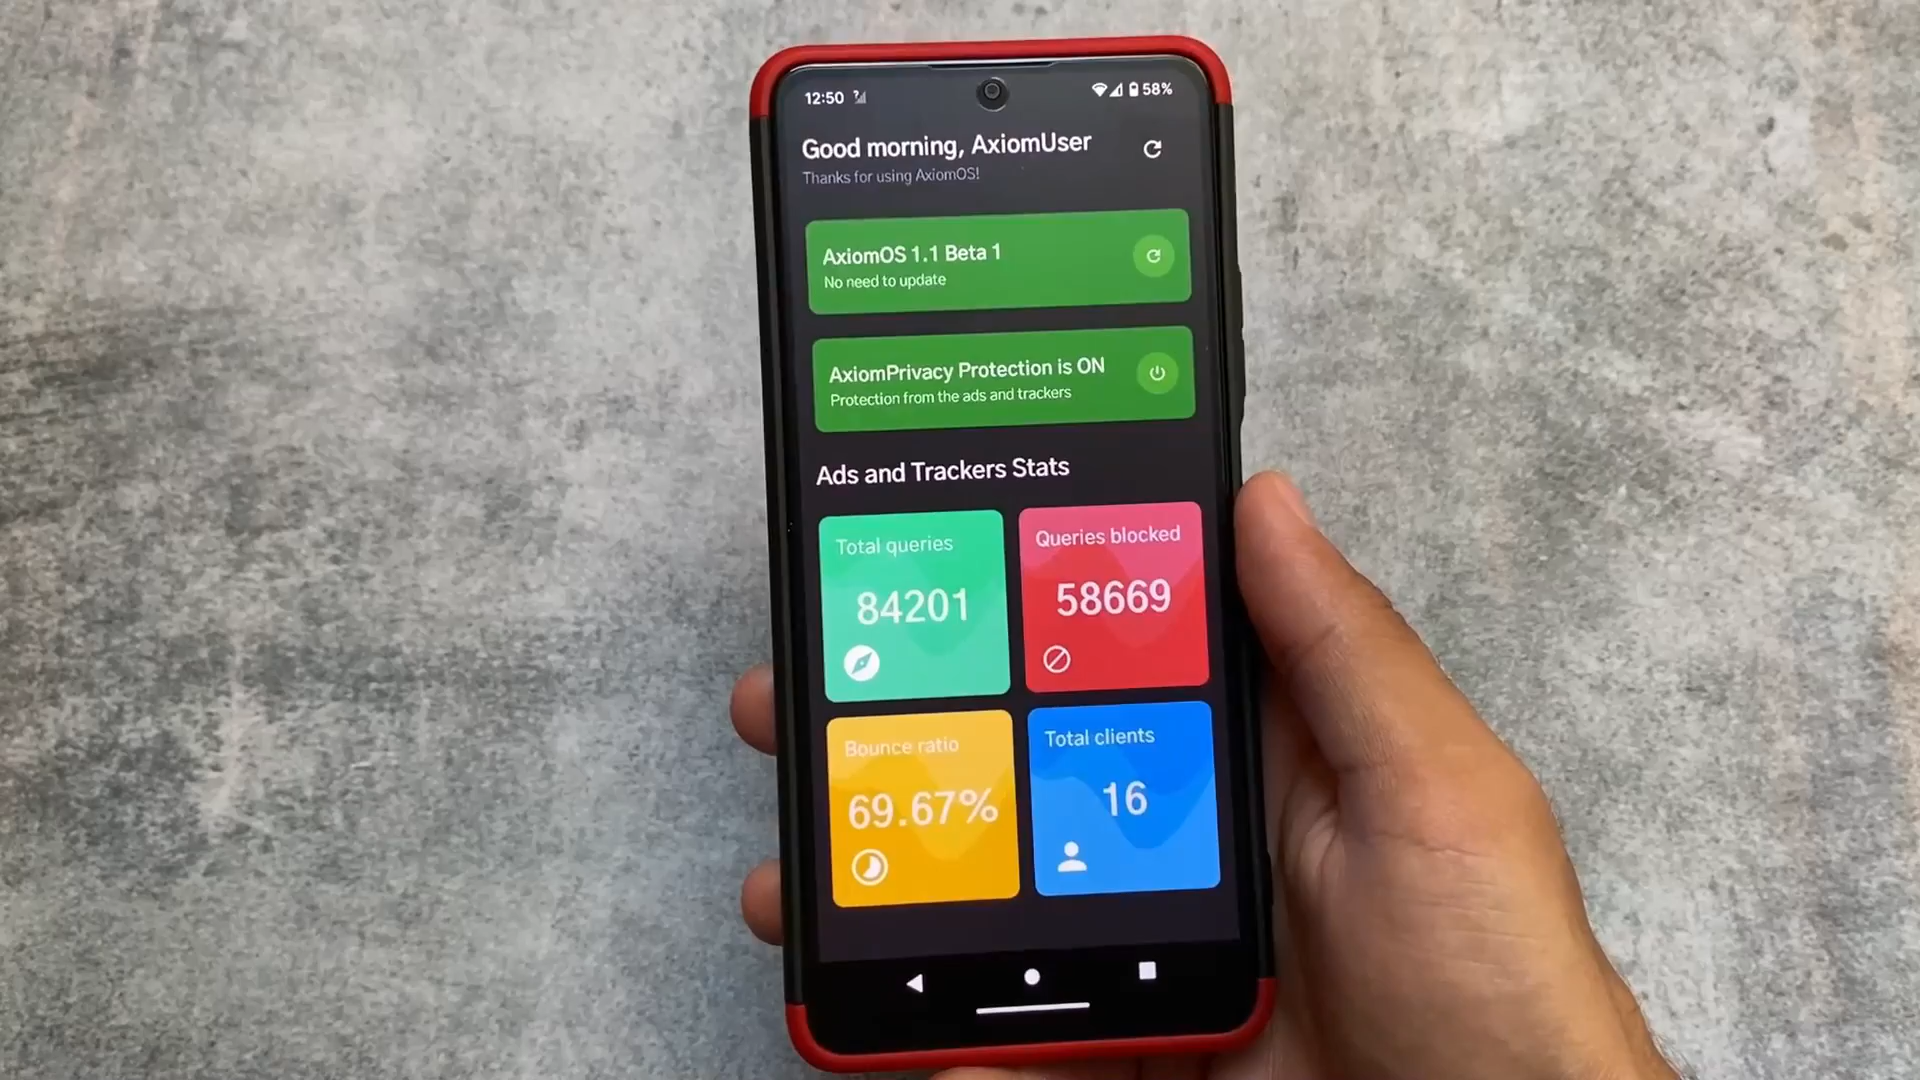 12:50
58%
Good morning, AxiomUser
Thanks for using AxiomOS!
AxiomOS 1.1 Beta 1
No need to update
AxiomPrivacy Protection is ON
Protection from the ads and trackers
Ads and Trackers Stats
Total queries
84201
Queries blocked
58669
Bounce ratio
69.67%
Total clients
16